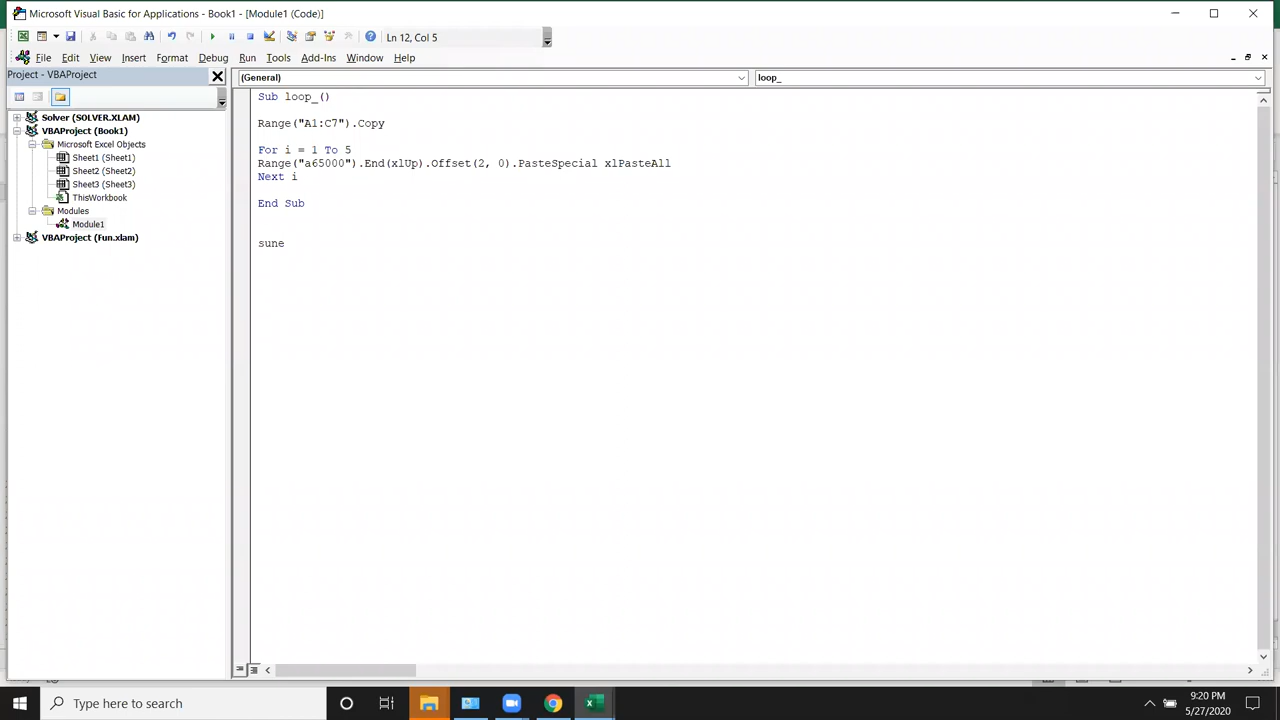 Microsoft Visual Basic for Applications - Book1 - [Module1 (Code)]
Ln 12, Col 5
File Edit View Insert Format Debug Run Tools Add-Ins Window Help
Project - VBAProject
(General)
loop_
Solver (SOLVER.XLAM)
VBAProject (Book1)
Microsoft Excel Objects
Sheet1 (Sheet1)
Sheet2 (Sheet2)
Sheet3 (Sheet3)
ThisWorkbook
Modules
Module1
VBAProject (Fun.xlam)
Sub loop_()
Range("A1:C7").Copy
For i = 1 To 5
Range("a65000").End(xlUp).Offset(2, 0).PasteSpecial xlPasteAll
Next i
End Sub
sune
Type here to search
9:20 PM
5/27/2020